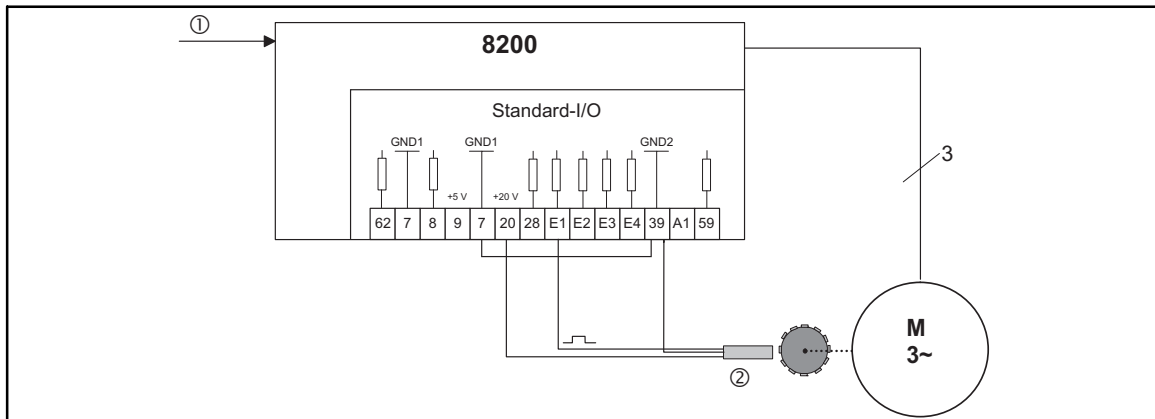 ①
8200
Standard-I/O
GND1 GND1 GND2
+5 V +20 V
62 7 8 9 7 20 28 E1 E2 E3 E4 39 A1 59
3
M
3~
②